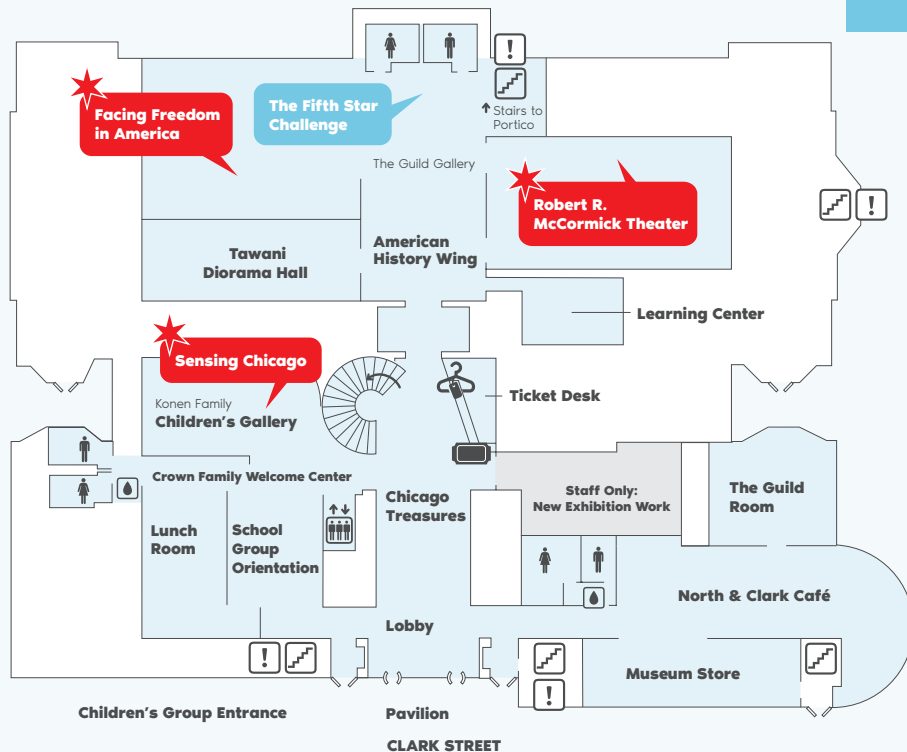 Facing Freedom
in America
The Fifth Star
Challenge
!
Stairs to
Portico
The Guild Gallery
Robert R.
McCormick Theater
!
Tawani
Diorama Hall
American
History Wing
Learning Center
Sensing Chicago
Konen Family
Children's Gallery
Ticket Desk
Crown Family Welcome Center
Chicago
Treasures
Staff Only:
New Exhibition Work
The Guild
Room
Lunch
Room
School
Group
Orientation
North & Clark Café
Lobby
!
Museum Store
!
Children's Group Entrance
Pavilion
CLARK STREET